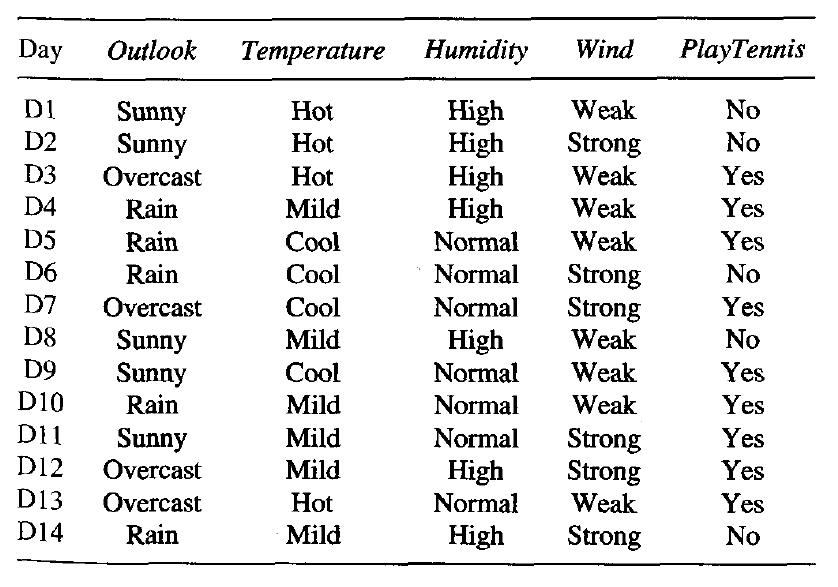 Day Outlook Temperature Humidity Wind PlayTennis
D1 Sunny Hot High Weak No
D2 Sunny Hot High Strong No
D3 Overcast Hot High Weak Yes
D4 Rain Mild High Weak Yes
D5 Rain Cool Normal Weak Yes
D6 Rain Cool Normal Strong No
D7 Overcast Cool Normal Strong Yes
D8 Sunny Mild High Weak No
D9 Sunny Cool Normal Weak Yes
D10 Rain Mild Normal Weak Yes
D11 Sunny Mild Normal Strong Yes
D12 Overcast Mild High Strong Yes
D13 Overcast Hot Normal Weak Yes
D14 Rain Mild High Strong No